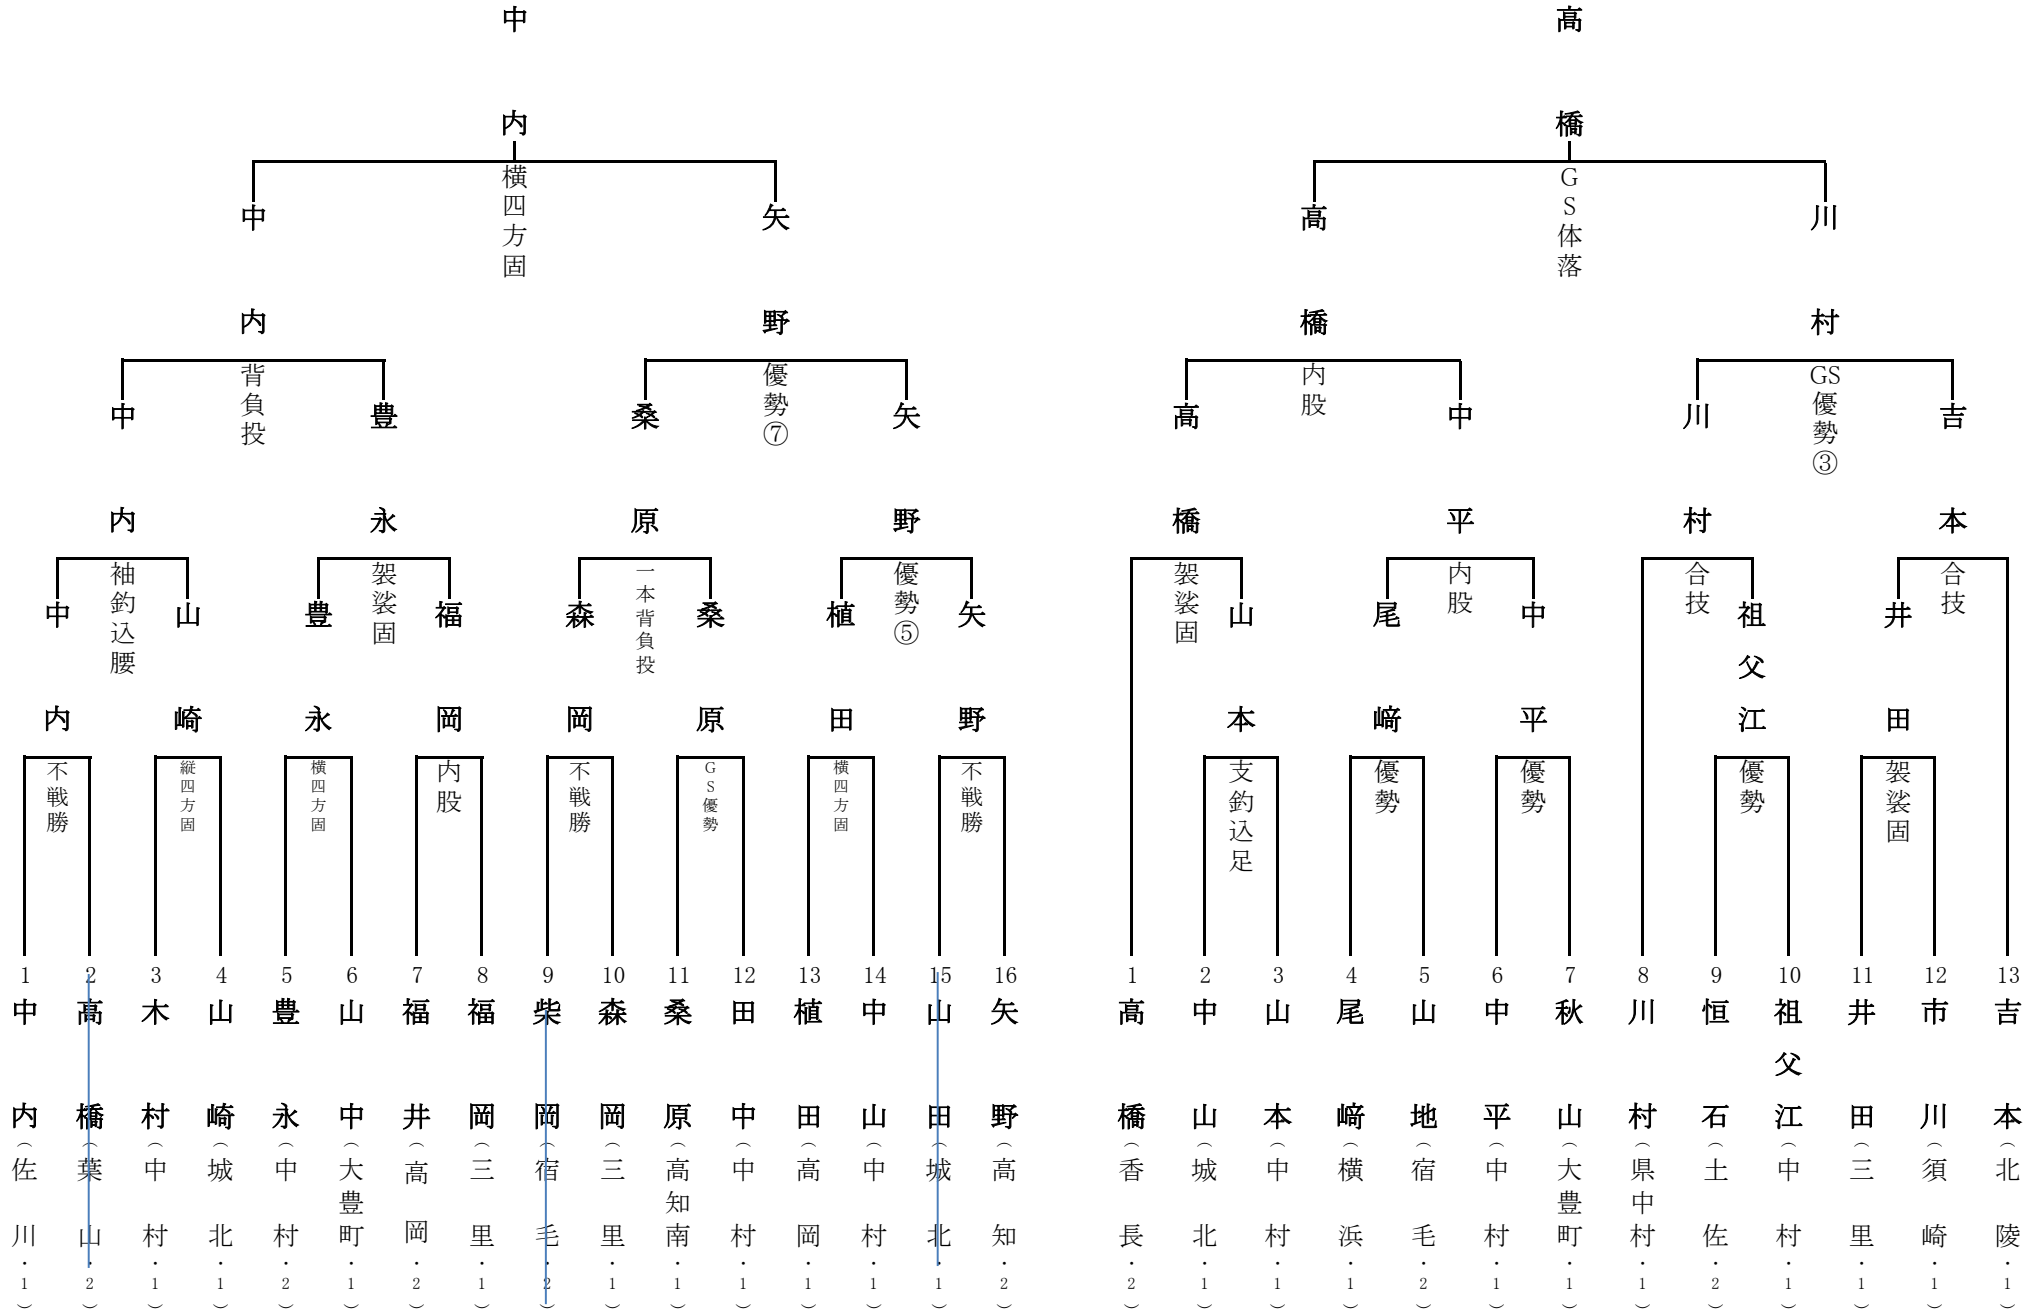 中内
横四方固
中内
矢野
背負投
優勢⑦
中内
豊永
桑原
矢野
袖釣込腰
袈裟固
一本背負投
優勢⑤
中内
山崎
豊永
福岡
森岡
桑原
植田
矢野
不戦勝
縦四方固
横四方固
内股
不戦勝
GS優勢
横四方固
不戦勝
1 中内（佐川・1）
2 高橋（葉山・2）
3 木村（中村・1）
4 山崎（城北・1）
5 豊永（中村・2）
6 山中（大豊町・1）
7 福井（高岡・2）
8 福岡（三里・1）
9 柴岡（宿毛・2）
10 森岡（三里・1）
11 桑原（高知南・1）
12 田中（中村・1）
13 植田（高岡・1）
14 中山（中村・1）
15 山田（城北・1）
16 矢野（高知・2）
高橋
GS体落
高橋
川村
内股
GS優勢③
高橋
中平
川村
吉本
袈裟固
内股
合技
合技
山本
尾﨑
中平
祖父江
井田
支釣込足
優勢
優勢
優勢
袈裟固
1 高橋（香長・2）
2 中山（城北・1）
3 山本（中村・1）
4 尾﨑（横浜・1）
5 山地（宿毛・2）
6 中平（中村・1）
7 秋山（大豊町・1）
8 川村（県中村・1）
9 恒石（土佐・2）
10 祖父江（中村・1）
11 井田（三里・1）
12 市川（須崎・1）
13 吉本（北陵・1）